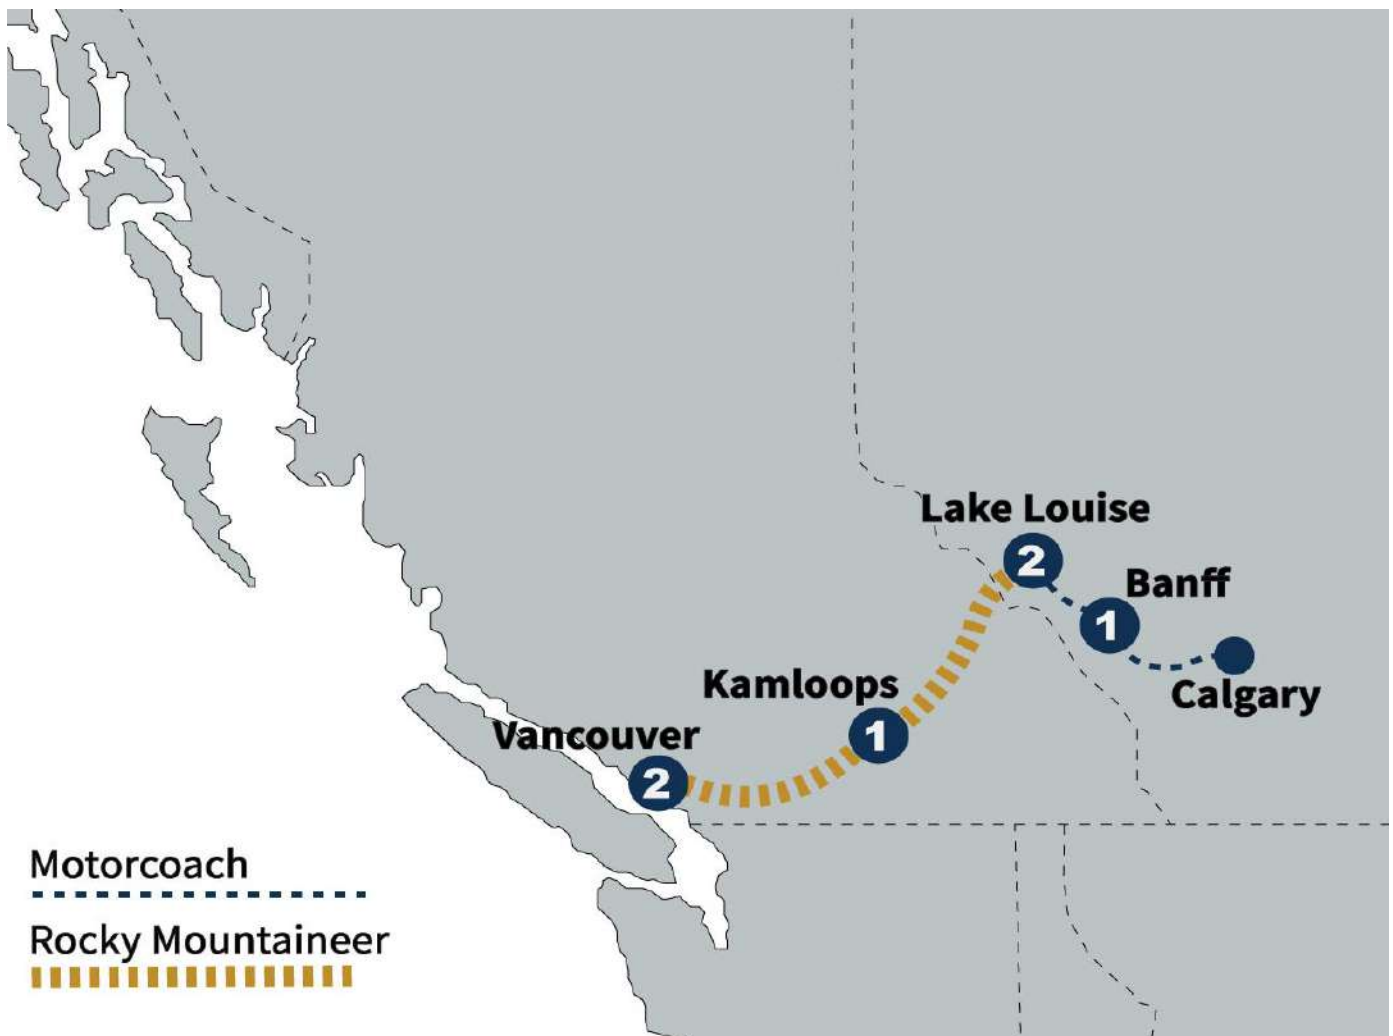 Lake Louise
2
Banff
1
Calgary
Kamloops
1
Vancouver
2
Motorcoach
Rocky Mountaineer